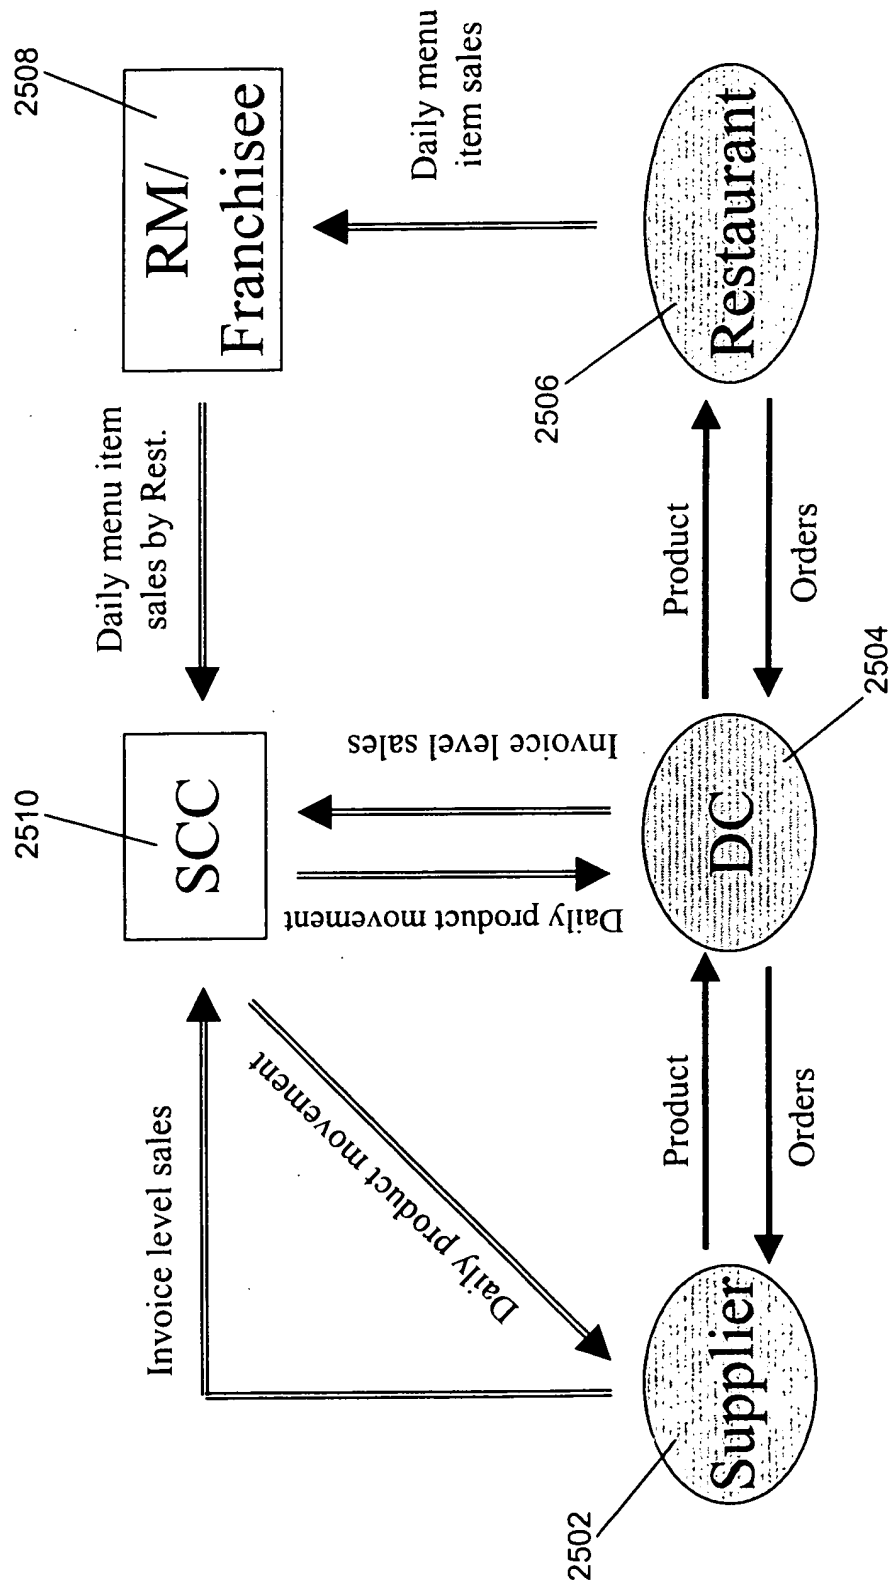 2508
RM/
Franchisee
2510
SCC
Daily menu item
sales by Rest.
Daily menu
item sales
Invoice level sales
Daily product movement
Daily product movement
Invoice level sales
2506
Restaurant
2504
DC
2502
Supplier
Product
Orders
Product
Orders